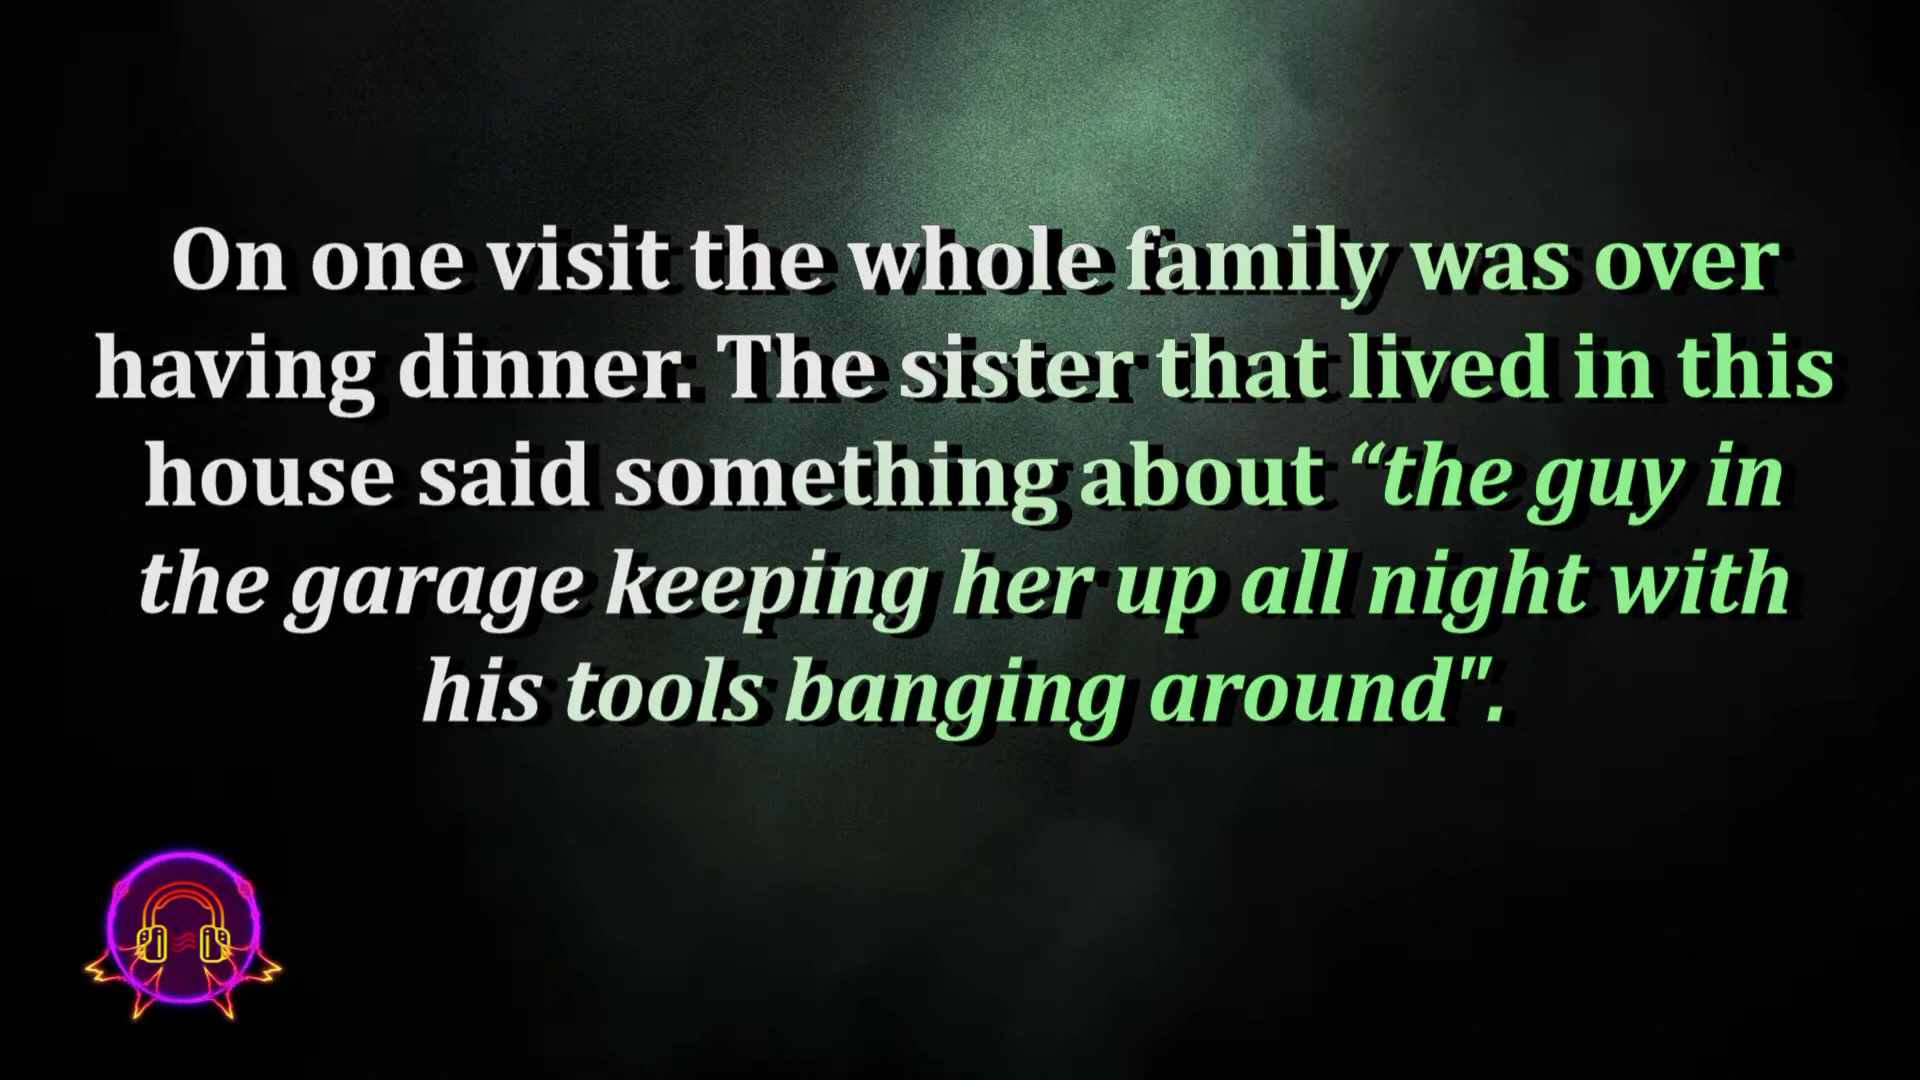 On one visit the whole family was over
having dinner. The sister that lived in this
house said something about “the guy in
the garage keeping her up all night with
his tools banging around".